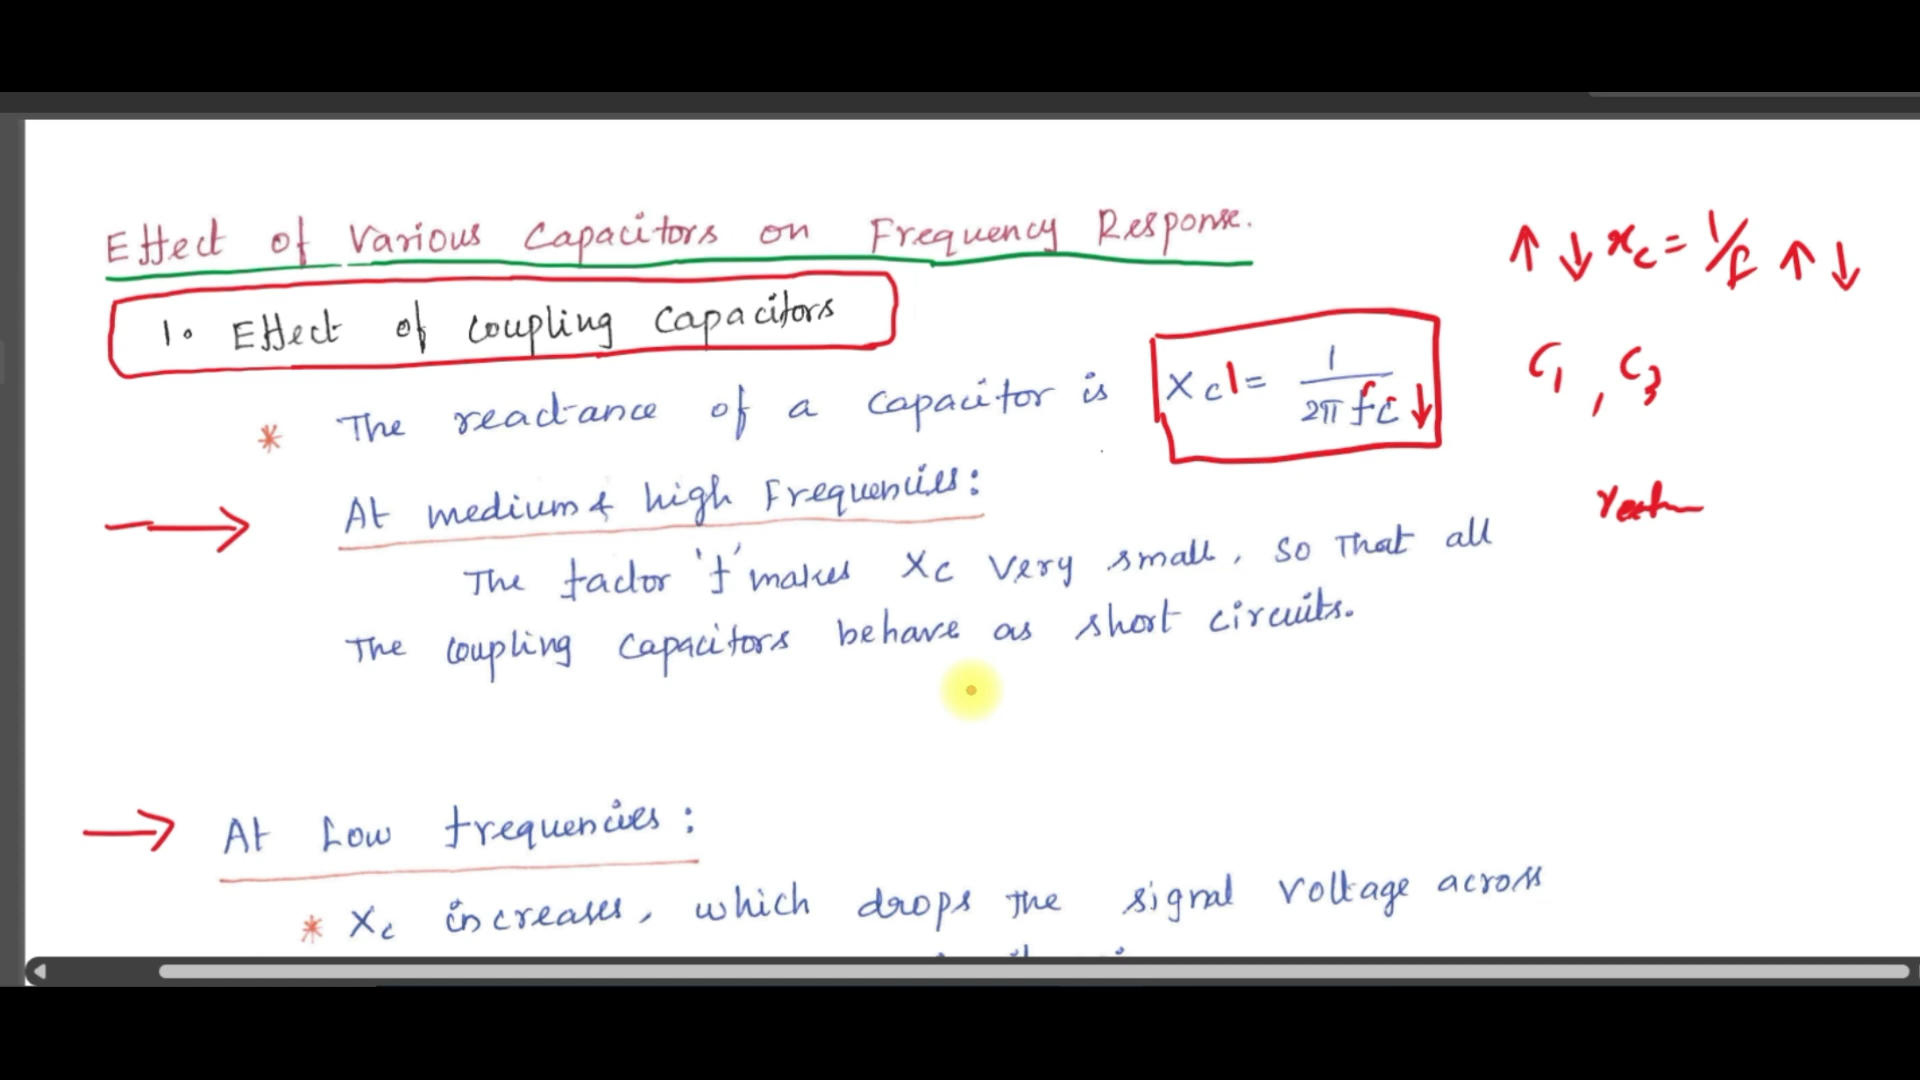 Effect of Various Capacitors on Frequency Response.
↑ ↓ xc = 1/f ↑ ↓
1. Effect of Coupling Capacitors
* The reactance of a capacitor is Xc1 = 1/2πfc ↓
C1, C3
→ At medium & high Frequencies:
The factor 'f' makes Xc very small, so that all
The coupling capacitors behave as short circuits.
→ At Low frequencies:
* Xc increases, which drops the signal voltage across